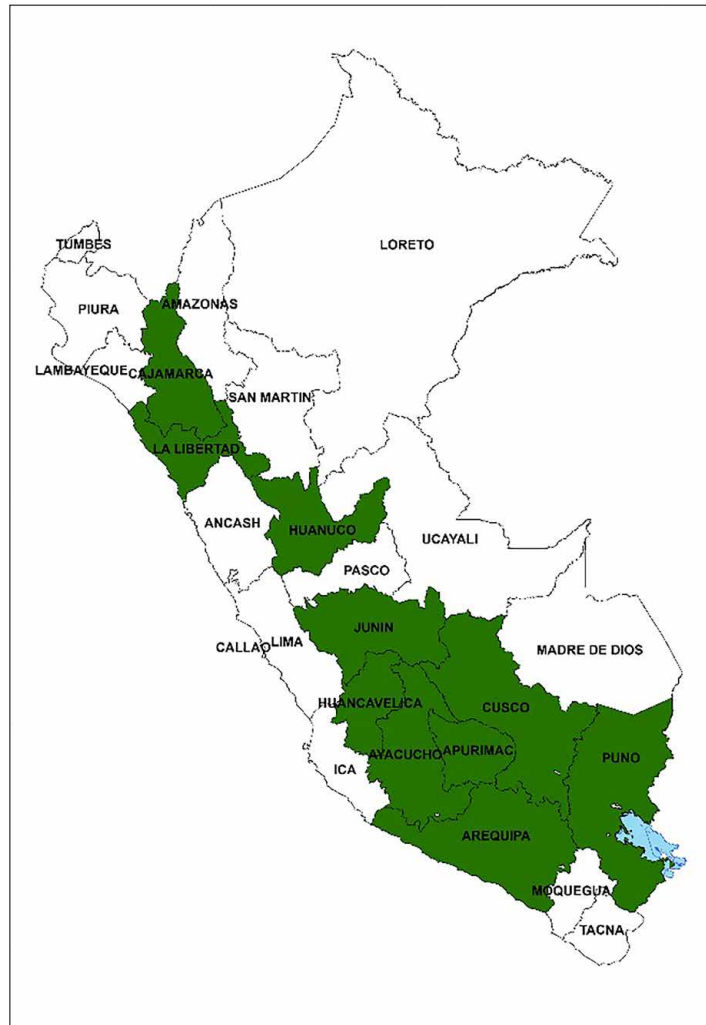 LORETO
TUMBES
AMAZONAS
PIURA
LAMBAYEQUE
CAJAMARCA
SAN MARTIN
LA LIBERTAD
ANCASH
HUANUCO
UCAYALI
PASCO
JUNIN
LIMA
CALLAO
MADRE DE DIOS
HUANCAVELICA
CUSCO
AYACUCHO
APURIMAC
PUNO
ICA
AREQUIPA
MOQUEGUA
TACNA